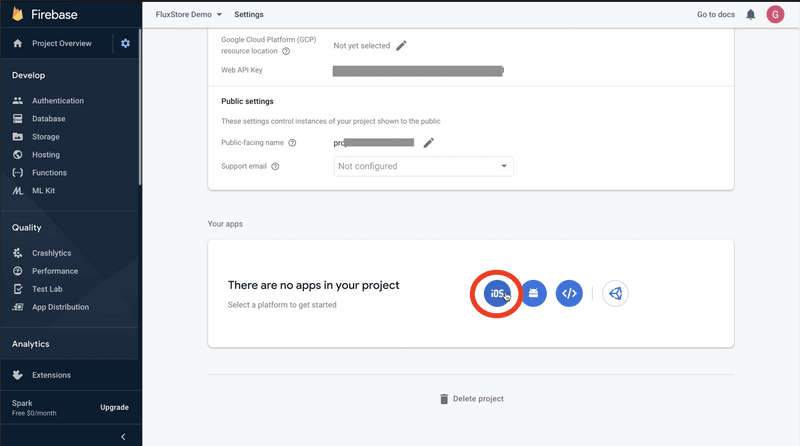 Firebase
FluxStore Demo
Settings
Go to docs
G
Project Overview
Develop
Authentication
Database
Storage
Hosting
Functions
ML Kit
Quality
Crashlytics
Performance
Test Lab
App Distribution
Analytics
Extensions
Spark
Free $0/month
Upgrade
Google Cloud Platform (GCP)
resource location
Not yet selected
Web API Key
Public settings
These settings control instances of your project shown to the public
Public-facing name
Support email
Not configured
Your apps
There are no apps in your project
Select a platform to get started
iOS
Delete project